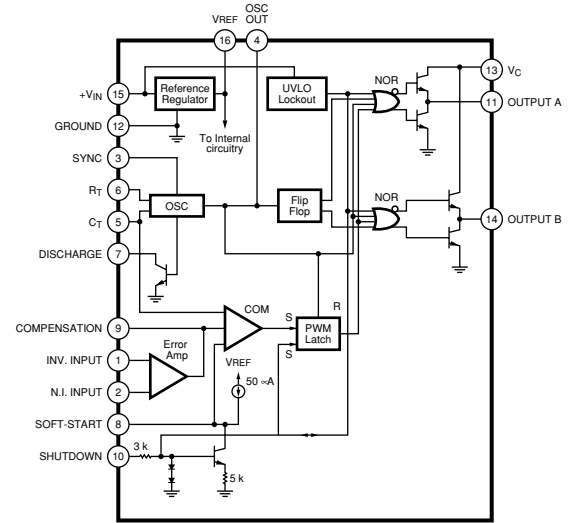 VREF
OSC
OUT
16
4
+VIN
15
Reference
Regulator
UVLO
Lockout
NOR
13
VC
11
OUTPUT A
GROUND
12
To Internal
circuitry
SYNC
3
RT
6
OSC
Flip
Flop
NOR
CT
5
14
OUTPUT B
DISCHARGE
7
COM
S
R
COMPENSATION
9
PWM
Latch
S
Error
Amp
INV. INPUT
1
VREF
50 ∝A
N.I. INPUT
2
SOFT-START
8
SHUTDOWN
10
3 k
5 k